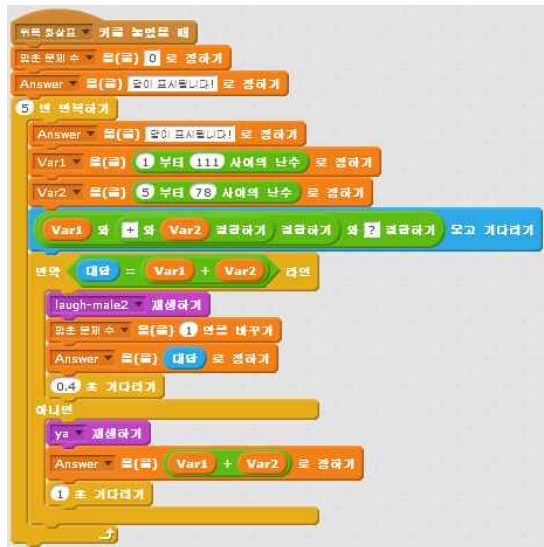 위쪽 화살표 키를 눌렀을 때
맞춘 문제 수 을(를) 0 로 정하기
Answer 을(를) 답이 표시됩니다! 로 정하기
5 번 반복하기
Answer 을(를) 답이 표시됩니다! 로 정하기
Var1 을(를) 1 부터 111 사이의 난수 로 정하기
Var2 을(를) 5 부터 78 사이의 난수 로 정하기
Var1 와 + 와 Var2 결합하기 결합하기 와 ? 결합하기 묻고 기다리기
만약 대답 = Var1 + Var2 라면
laugh-male2 재생하기
맞춘 문제 수 을(를) 1 만큼 바꾸기
Answer 을(를) 대답 로 정하기
0.4 초 기다리기
아니면
ya 재생하기
Answer 을(를) Var1 + Var2 로 정하기
1 초 기다리기